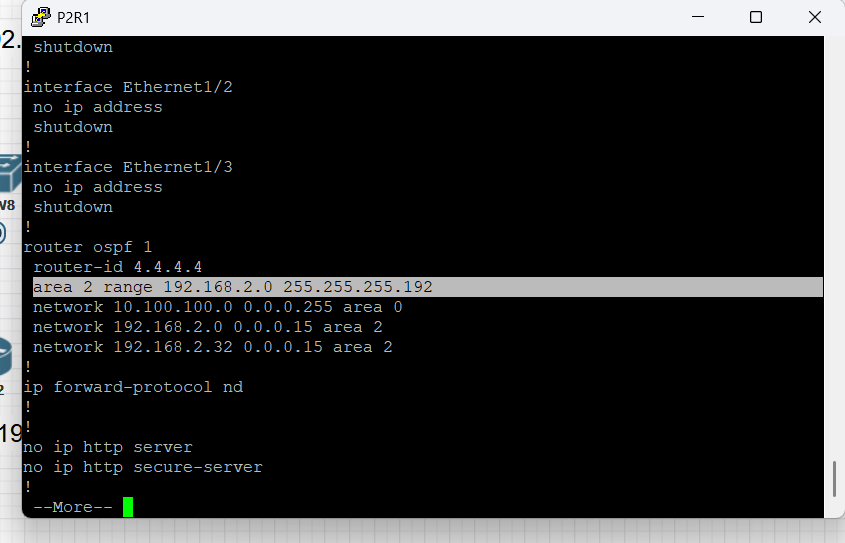 P2R1
02.
shutdown
!
interface Ethernet1/2
no ip address
shutdown
!
interface Ethernet1/3
no ip address
shutdown
!
router ospf 1
router-id 4.4.4.4
area 2 range 192.168.2.0 255.255.255.192
network 10.100.100.0 0.0.0.255 area 0
network 192.168.2.0 0.0.0.15 area 2
network 192.168.2.32 0.0.0.15 area 2
!
ip forward-protocol nd
!
!
no ip http server
no ip http secure-server
!
--More--
W8
2
19